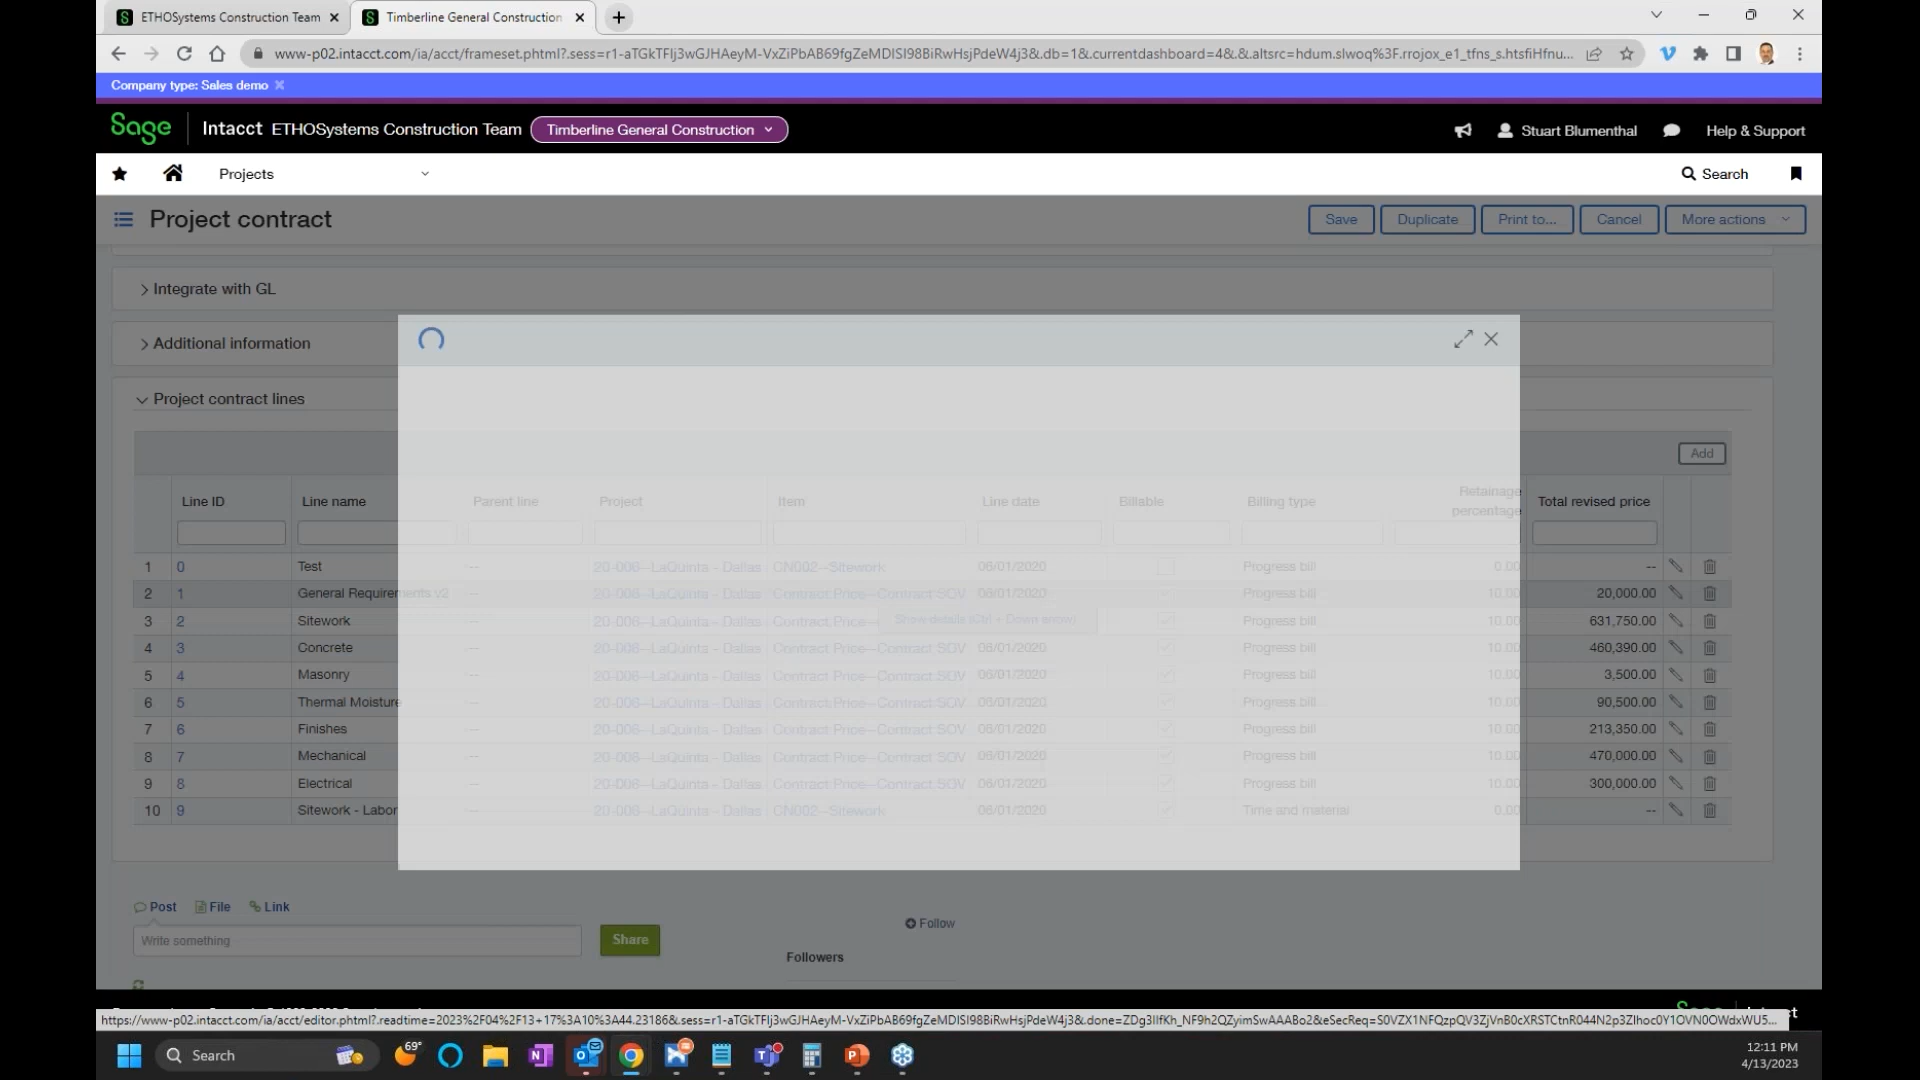 ETHOSystems Construction Team
Timberline General Construction
www-p02.intacct.com/ia/acct/frameset.phtml?.sess=r1-aTGkTFlj3wGJHAeyM-VxZiPbAB69fgZeMDISI98BiRwHsjPdeW4j3&.db=1&.currentdashboard=4&.&.altsrc=hdum.slwoq%3F.rrojox_e1_tfns_s.htsfiHfnu...
Company type: Sales demo
Sage Intacct ETHOSystems Construction Team Timberline General Construction Stuart Blumenthal Help & Support
Projects Search
Project contract Save Duplicate Print to... Cancel More actions
Integrate with GL
Additional information
Project contract lines
Add
Line ID Line name Parent line Project Item Line date Billable Billing type Retainage percentage Total revised price
1 0 Test -- 20-006--LaQuinta - Dallas CN002--Sitework 06/01/2020 Progress bill 0.00 --
2 1 General Requirements v2 -- 20-006--LaQuinta - Dallas Contract Price--Contract SOV 06/01/2020 Progress bill 10.00 20,000.00
3 2 Sitework -- 20-006--LaQuinta - Dallas Contract Price-- Show details (Ctrl + Down arrow) 06/01/2020 Progress bill 10.00 631,750.00
4 3 Concrete -- 20-006--LaQuinta - Dallas Contract Price--Contract SOV 06/01/2020 Progress bill 10.00 460,390.00
5 4 Masonry -- 20-006--LaQuinta - Dallas Contract Price--Contract SOV 06/01/2020 Progress bill 10.00 3,500.00
6 5 Thermal Moisture -- 20-006--LaQuinta - Dallas Contract Price--Contract SOV 06/01/2020 Progress bill 10.00 90,500.00
7 6 Finishes -- 20-006--LaQuinta - Dallas Contract Price--Contract SOV 06/01/2020 Progress bill 10.00 213,350.00
8 7 Mechanical -- 20-006--LaQuinta - Dallas Contract Price--Contract SOV 06/01/2020 Progress bill 10.00 470,000.00
9 8 Electrical -- 20-006--LaQuinta - Dallas Contract Price--Contract SOV 06/01/2020 Progress bill 10.00 300,000.00
10 9 Sitework - Labor -- 20-006--LaQuinta - Dallas CN002--Sitework 06/01/2020 Time and material 0.00 --
Post File Link
Follow
Write something Share
Followers
https://www-p02.intacct.com/ia/acct/editor.phtml?.readtime=2023%2F04%2F13+17%3A10%3A44.23186&.sess=r1-aTGkTFlj3wGJHAeyM-VxZiPbAB69fgZeMDISI98BiRwHsjPdeW4j3&.done=ZDg3IlfKh_NF9h2QZyimSwAAABo2&eSecReq=S0VZX1NFQzpQV3ZjVnB0cXRSTCtnR044N2p3ZIhoc0Y1OVN0OWdxWU5...
Search 69° 12:11 PM
4/13/2023